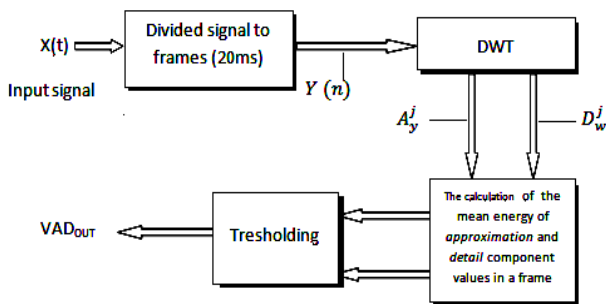 X(t)
Input signal
Divided signal to
frames (20ms)
Y (n)
DWT
A_y^j
D_w^j
The calculation of the
mean energy of
approximation and
detail component
values in a frame
Tresholding
VAD_OUT